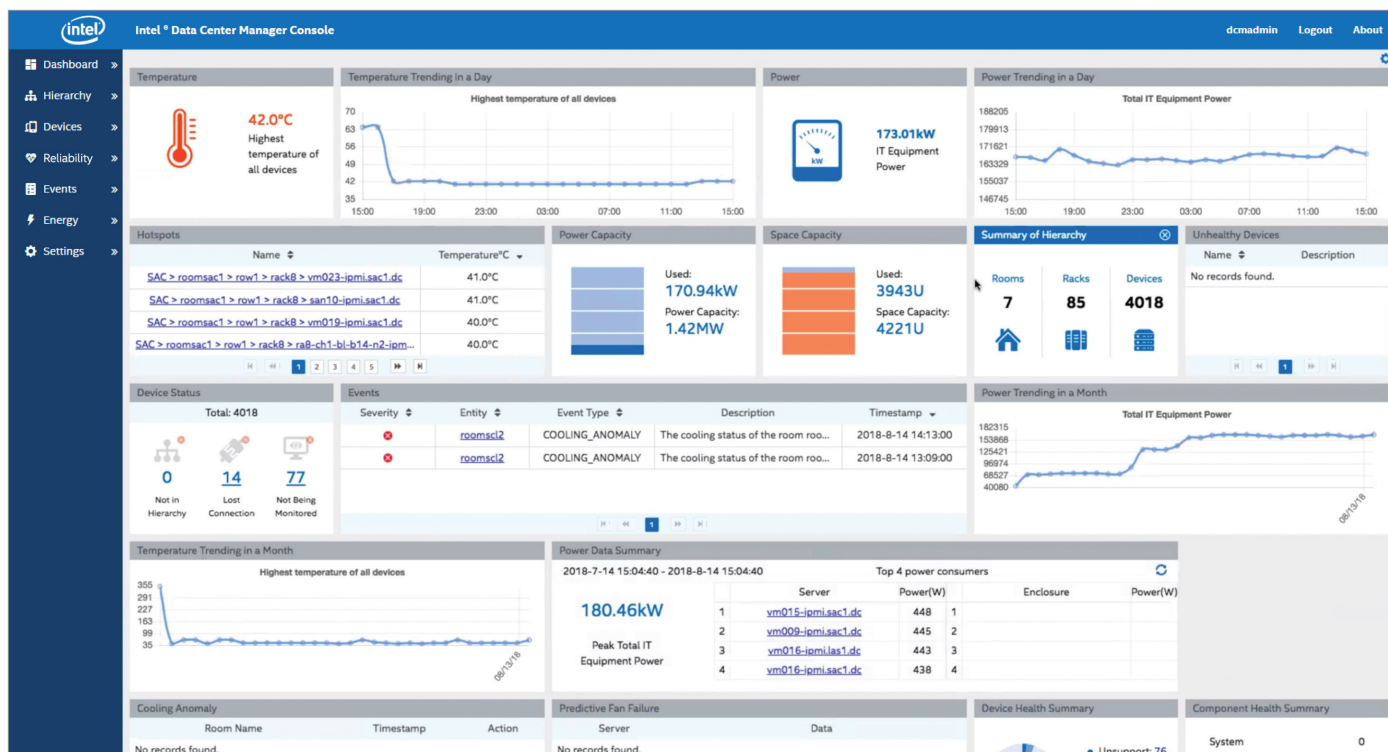 intel
Intel ® Data Center Manager Console
dcmadmin
Logout
About
Dashboard
Hierarchy
Devices
Reliability
Events
Energy
Settings
Temperature
42.0°C
Highest
temperature of
all devices
Temperature Trending in a Day
Highest temperature of all devices
70
63
56
49
42
35
15:00 19:00 23:00 03:00 07:00 11:00 15:00
Power
kW
173.01kW
IT Equipment
Power
Power Trending in a Day
Total IT Equipment Power
188205
179913
171621
163329
155037
146745
15:00 19:00 23:00 03:00 07:00 11:00 15:00
Hotspots
Name Temperature°C
SAC > roomsac1 > row1 > rack8 > vm023-ipmi.sac1.dc 41.0°C
SAC > roomsac1 > row1 > rack8 > san10-ipmi.sac1.dc 41.0°C
SAC > roomsac1 > row1 > rack8 > vm019-ipmi.sac1.dc 40.0°C
SAC > roomsac1 > row1 > rack8 > ra8-ch1-bl-b14-n2-ipm... 40.0°C
1 2 3 4 5
Power Capacity
Used:
170.94kW
Power Capacity:
1.42MW
Space Capacity
Used:
3943U
Space Capacity:
4221U
Summary of Hierarchy
Rooms Racks Devices
7 85 4018
Unhealthy Devices
Name Description
No records found.
1
Device Status
Total: 4018
0 14 77
Not in Lost Not Being
Hierarchy Connection Monitored
Events
Severity Entity Event Type Description Timestamp
roomscl2 COOLING_ANOMALY The cooling status of the room roo... 2018-8-14 14:13:00
roomscl2 COOLING_ANOMALY The cooling status of the room roo... 2018-8-14 13:09:00
1
Power Trending in a Month
Total IT Equipment Power
182315
153868
125421
96974
68527
40080
08/13/18
Temperature Trending in a Month
Highest temperature of all devices
355
291
227
163
99
35
08/13/18
Power Data Summary
2018-7-14 15:04:40 - 2018-8-14 15:04:40 Top 4 power consumers
180.46kW
Peak Total IT
Equipment Power
Server Power(W) Enclosure Power(W)
1 vm015-ipmi.sac1.dc 448 1
2 vm009-ipmi.sac1.dc 445 2
3 vm016-ipmi.las1.dc 443 3
4 vm016-ipmi.sac1.dc 438 4
Cooling Anomaly
Room Name Timestamp Action
No records found.
Predictive Fan Failure
Server Data
No records found.
Device Health Summary
Unsupport: 76
Component Health Summary
System 0